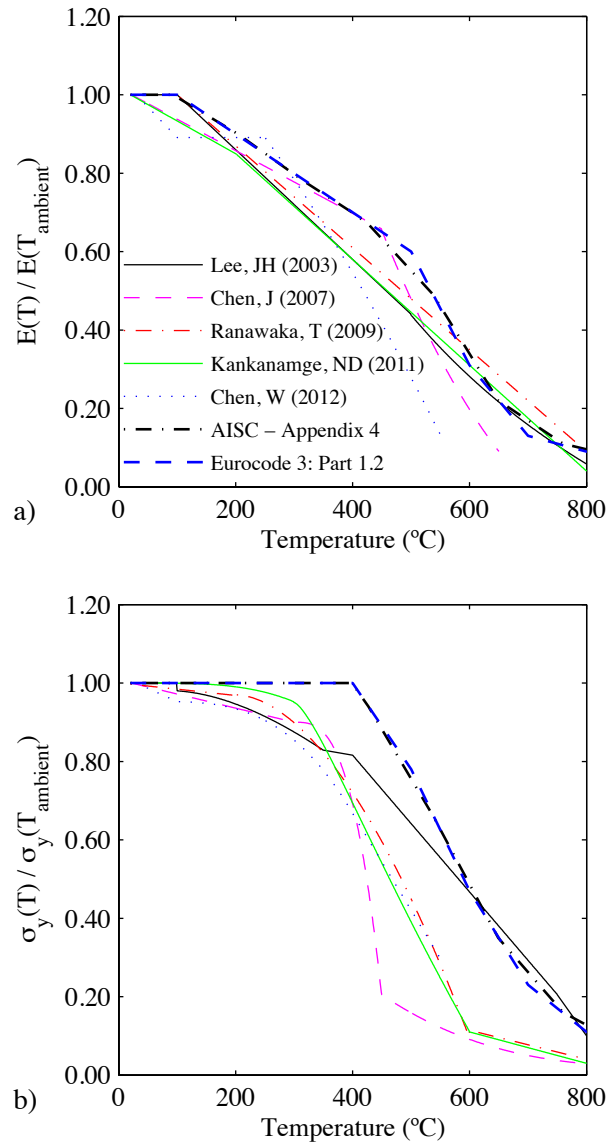 1.20
1.00
0.80
0.60
0.40
0.20
0.00
E(T) / E(T_ambient)
Lee, JH (2003)
Chen, J (2007)
Ranawaka, T (2009)
Kankanamge, ND (2011)
Chen, W (2012)
AISC – Appendix 4
Eurocode 3: Part 1.2
0 200 400 600 800
a)
Temperature (ºC)
1.20
1.00
0.80
0.60
0.40
0.20
0.00
σ_y(T) / σ_y(T_ambient)
0 200 400 600 800
b)
Temperature (ºC)